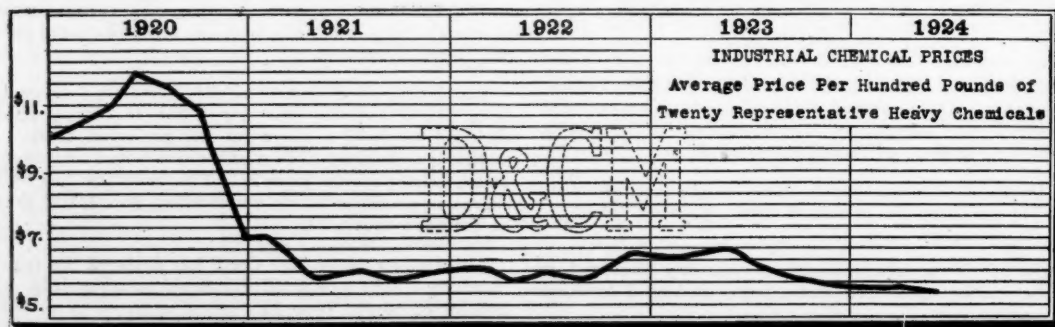 1920 1921 1922 1923 1924
INDUSTRIAL CHEMICAL PRICES
Average Price Per Hundred Pounds of
Twenty Representative Heavy Chemicals
$11.
$9.
$7.
$5.
D&CM